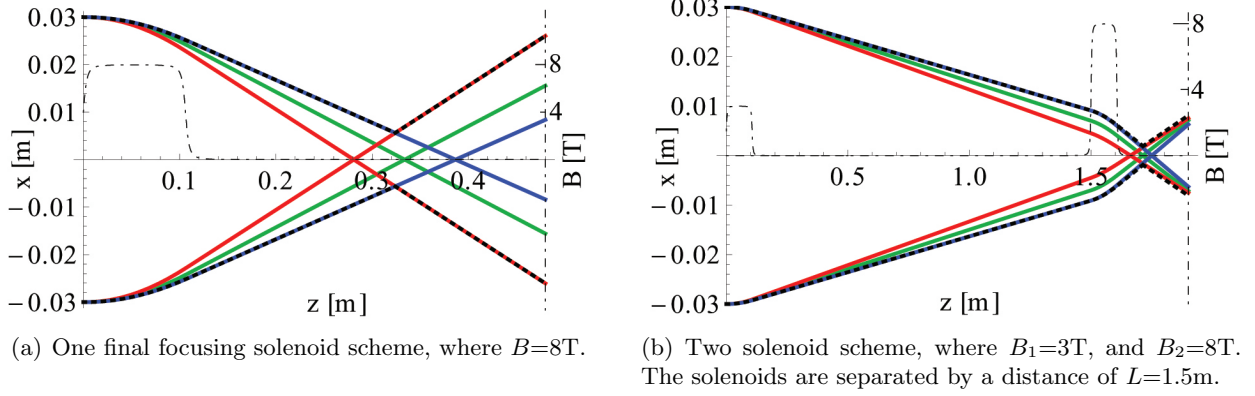 0.03
0.02
0.01
−0.01
−0.02
−0.03
x [m]
0.1
0.2
0.3
0.4
z [m]
8
4
B [T]
0.03
0.02
0.01
−0.01
−0.02
−0.03
x [m]
0.5
1.0
1.5
z [m]
8
4
B [T]
(a) One final focusing solenoid scheme, where B=8T.
(b) Two solenoid scheme, where B1=3T, and B2=8T.
The solenoids are separated by a distance of L=1.5m.